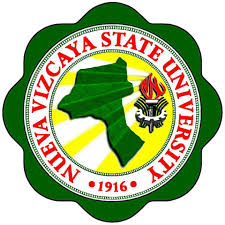 NUEVA VIZCAYA STATE UNIVERSITY
• 1916 •